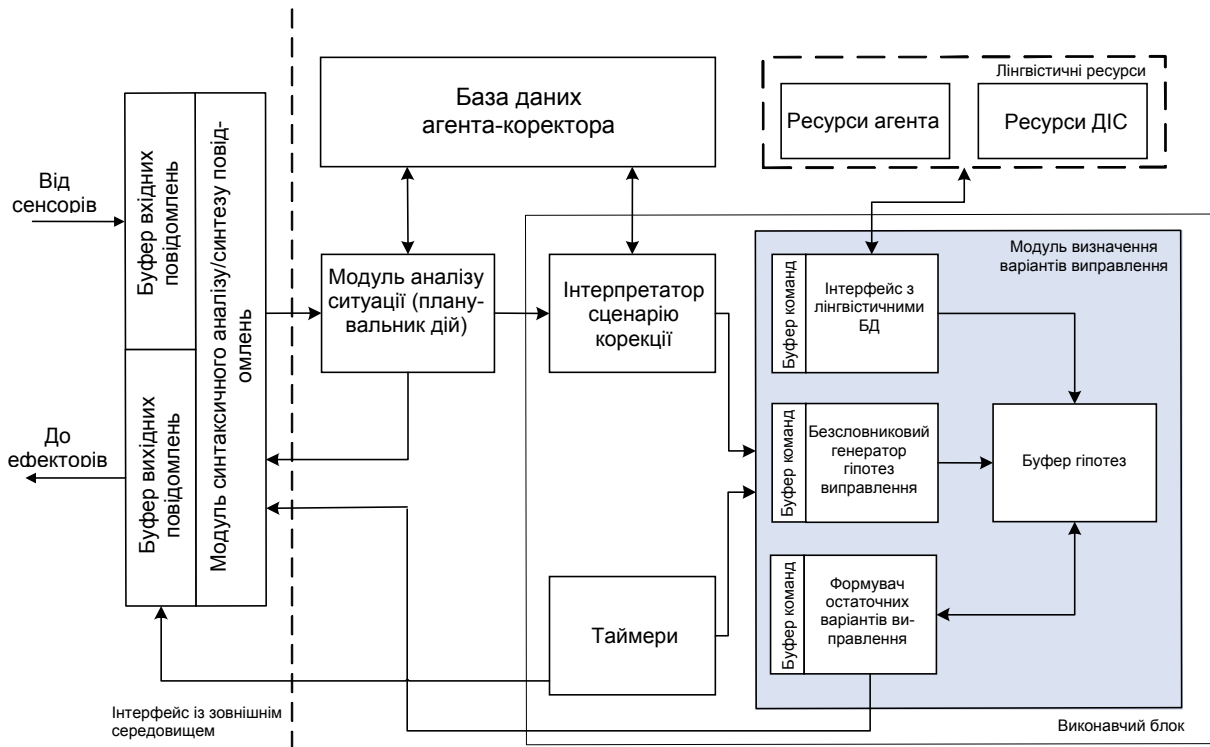 База даних
агента-коректора
Лінгвістичні ресурси
Ресурси агента
Ресурси ДІС
Від
сенсорів
Буфер вхідних
повідомлень
Буфер вихідних
повідомлень
Модуль синтаксичного аналізу/синтезу повід-
омлень
До
ефекторів
Модуль аналізу
ситуації (плану-
вальник дій)
Інтерпретатор
сценарію
корекції
Модуль визначення
варіантів виправлення
Буфер команд
Інтерфейс з
лінгвістичними
БД
Буфер команд
Безсловниковий
генератор
гіпотез
виправлення
Буфер гіпотез
Буфер команд
Формувач
остаточних
варіантів ви-
правлення
Таймери
Інтерфейс із зовнішнім
середовищем
Виконавчий блок